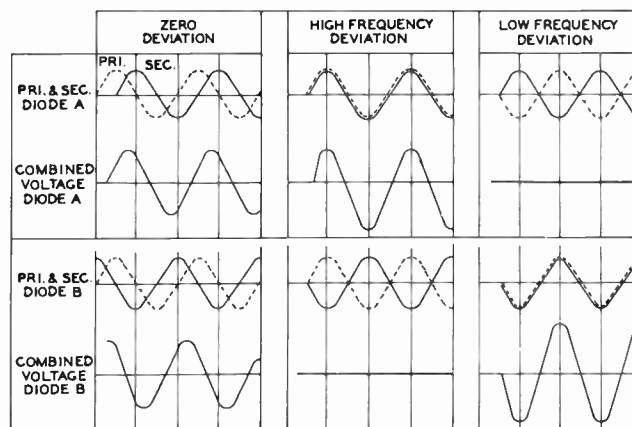 ZERO
DEVIATION
HIGH FREQUENCY
DEVIATION
LOW FREQUENCY
DEVIATION
PRI. SEC.
PRI. & SEC.
DIODE A
COMBINED
VOLTAGE
DIODE A
PRI. & SEC.
DIODE B
COMBINED
VOLTAGE
DIODE B